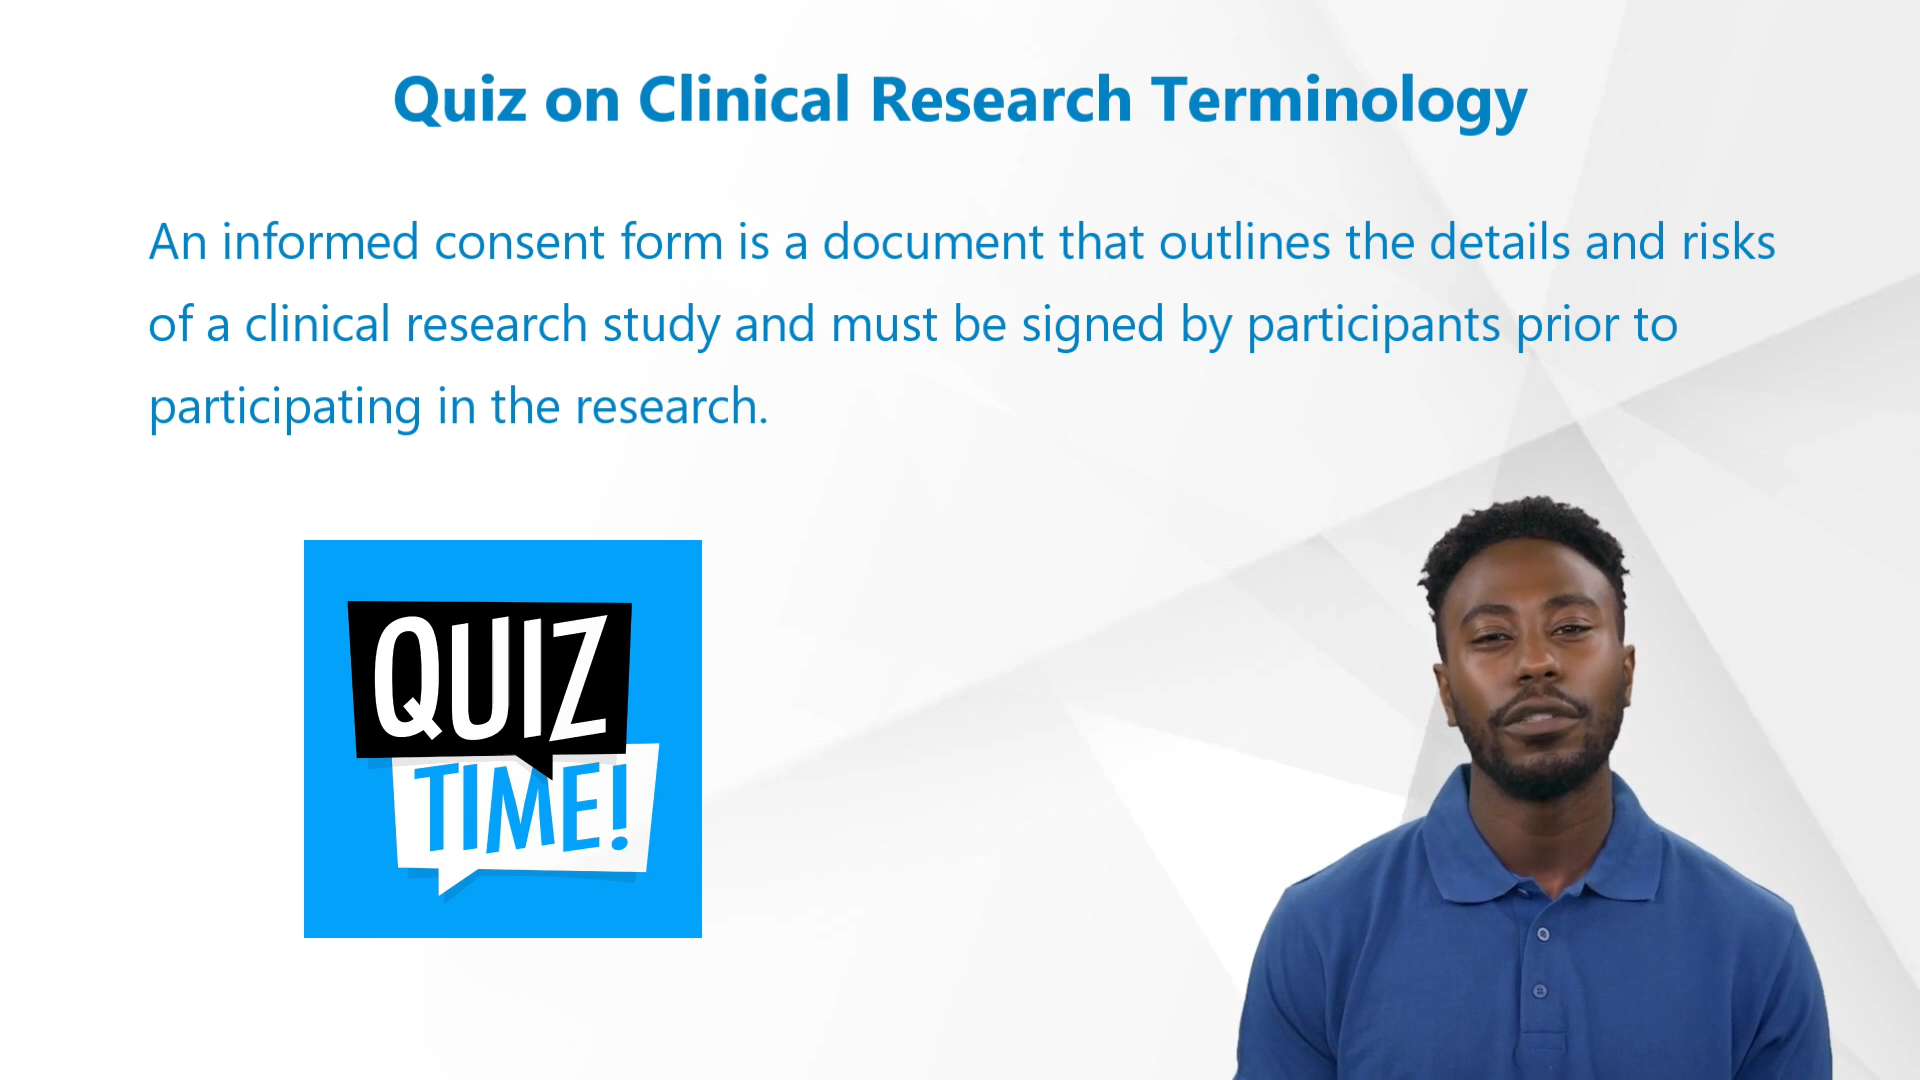 Quiz on Clinical Research Terminology
An informed consent form is a document that outlines the details and risks
of a clinical research study and must be signed by participants prior to
participating in the research.
QUIZ
TIME!